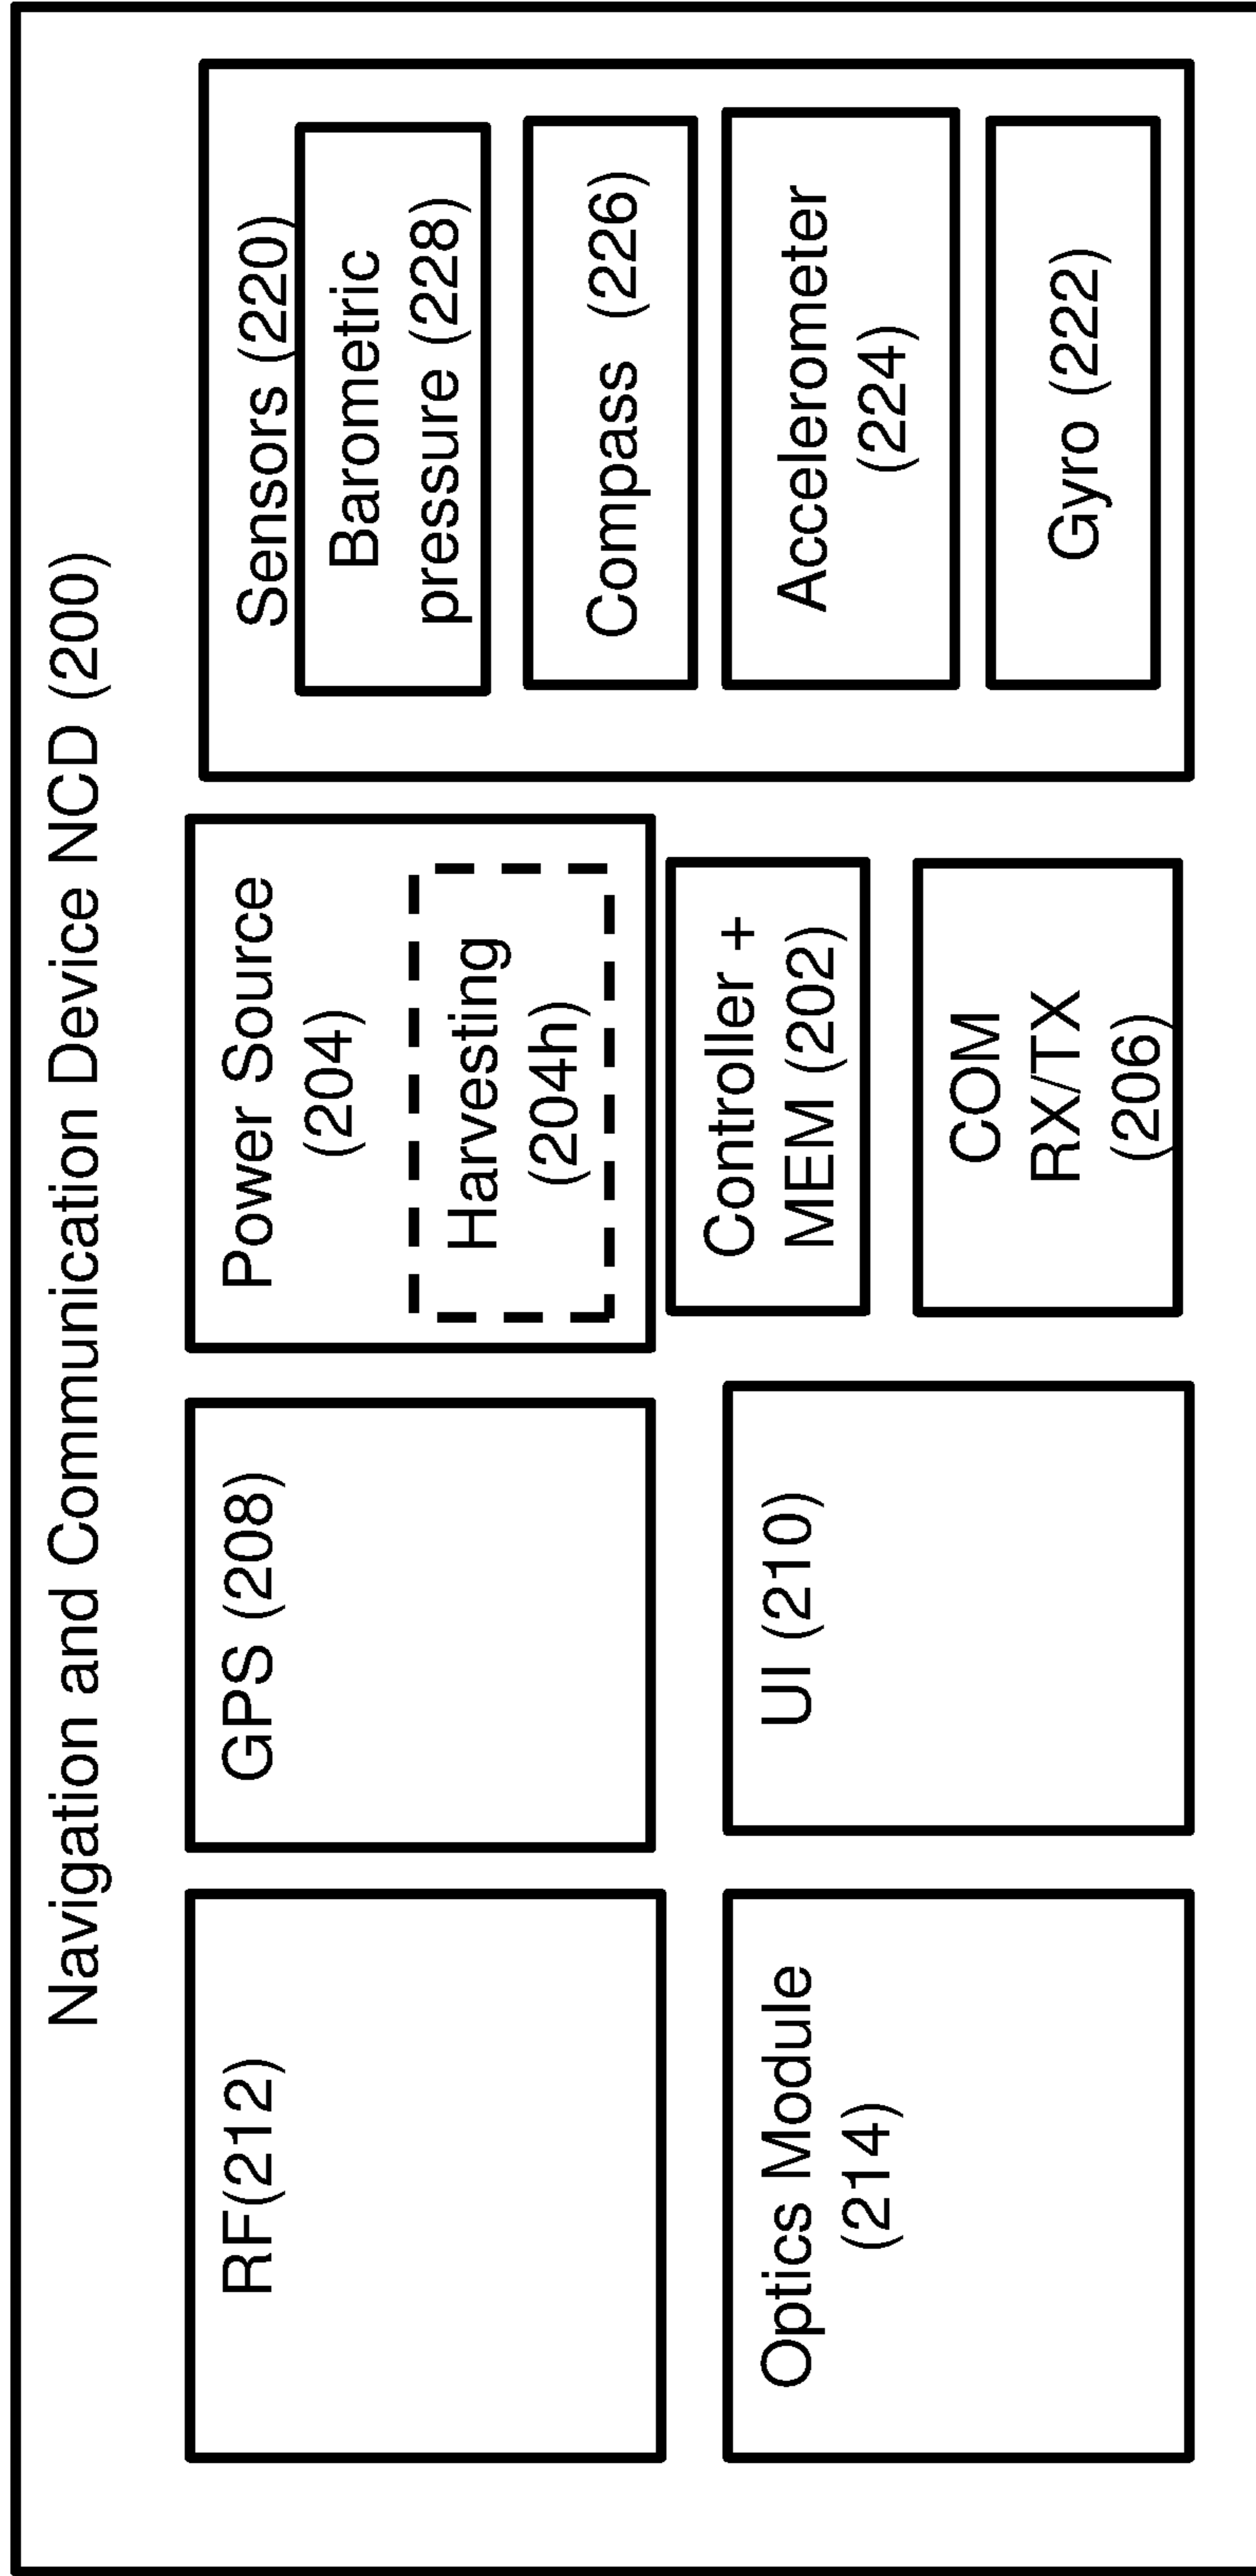 Navigation and Communication Device NCD (200)
RF(212)
GPS (208)
Power Source
(204)
Harvesting
(204h)
Sensors (220)
Barometric
pressure (228)
Compass (226)
Accelerometer
(224)
Gyro (222)
Optics Module
(214)
UI (210)
Controller +
MEM (202)
COM
RX/TX
(206)